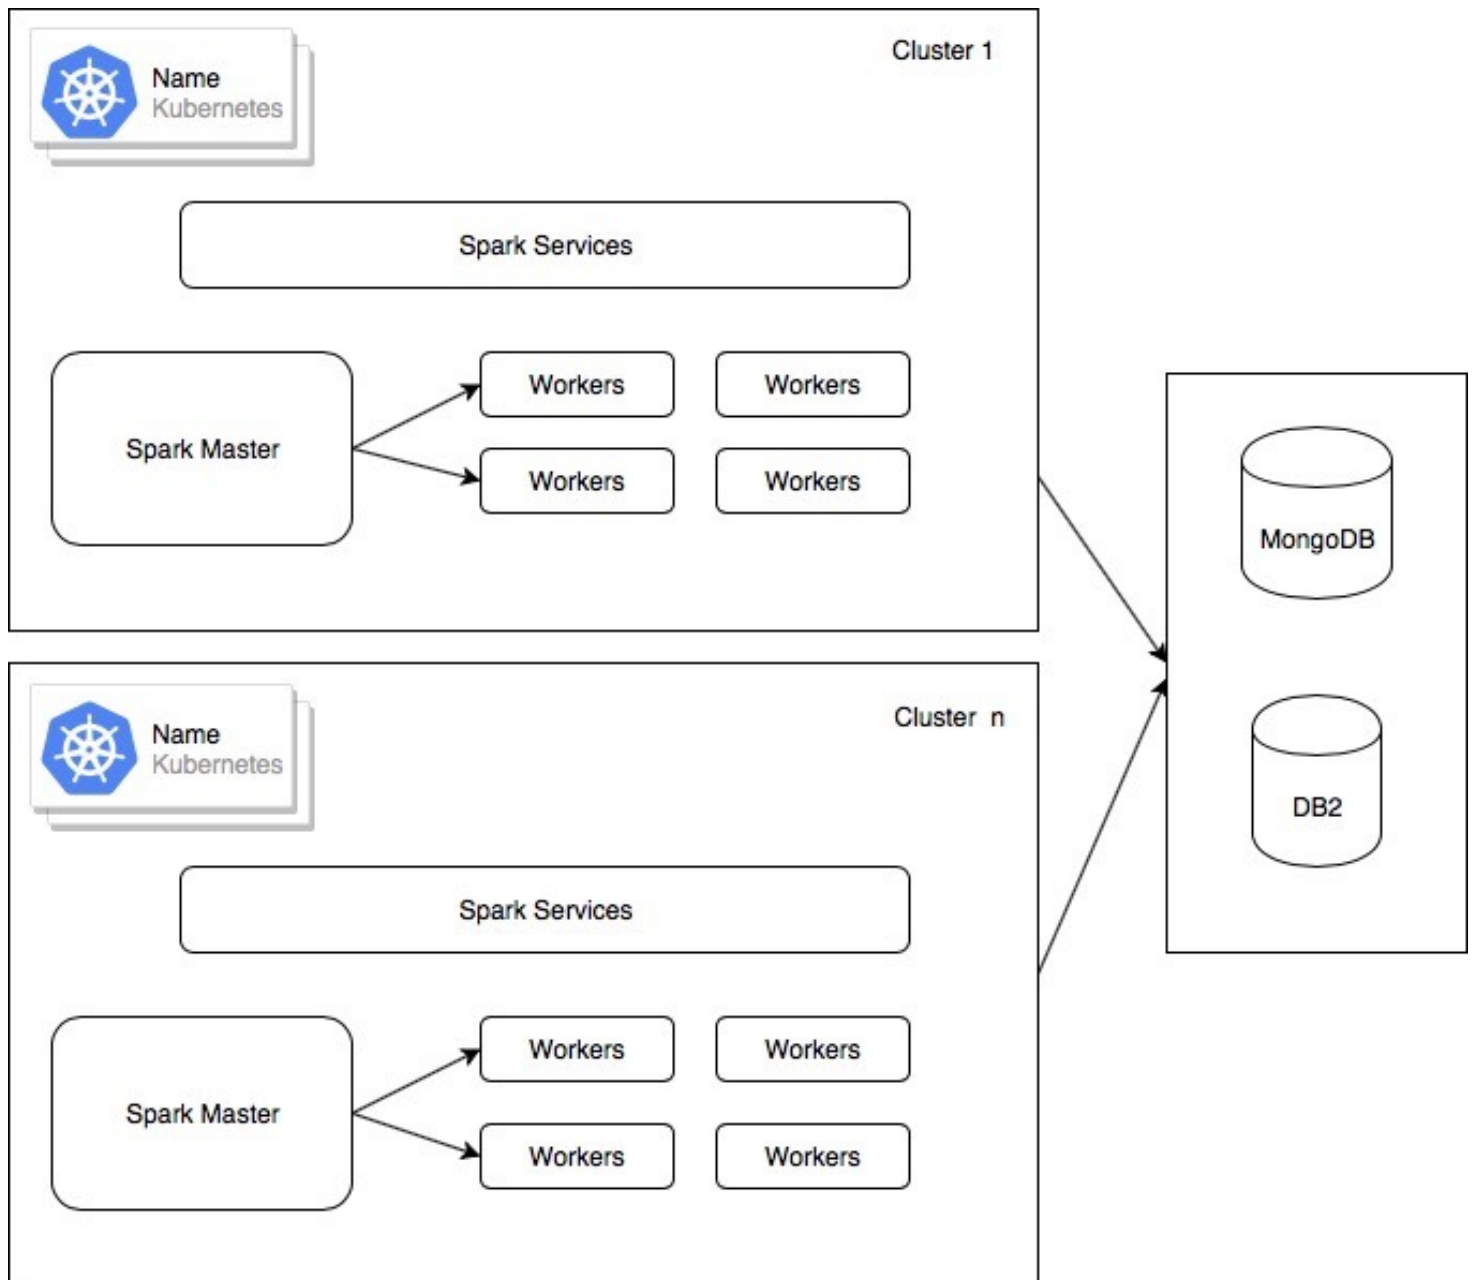 Cluster 1
Name
Kubernetes
Spark Services
Workers
Workers
Spark Master
Workers
Workers
MongoDB
DB2
Cluster  n
Name
Kubernetes
Spark Services
Workers
Workers
Spark Master
Workers
Workers